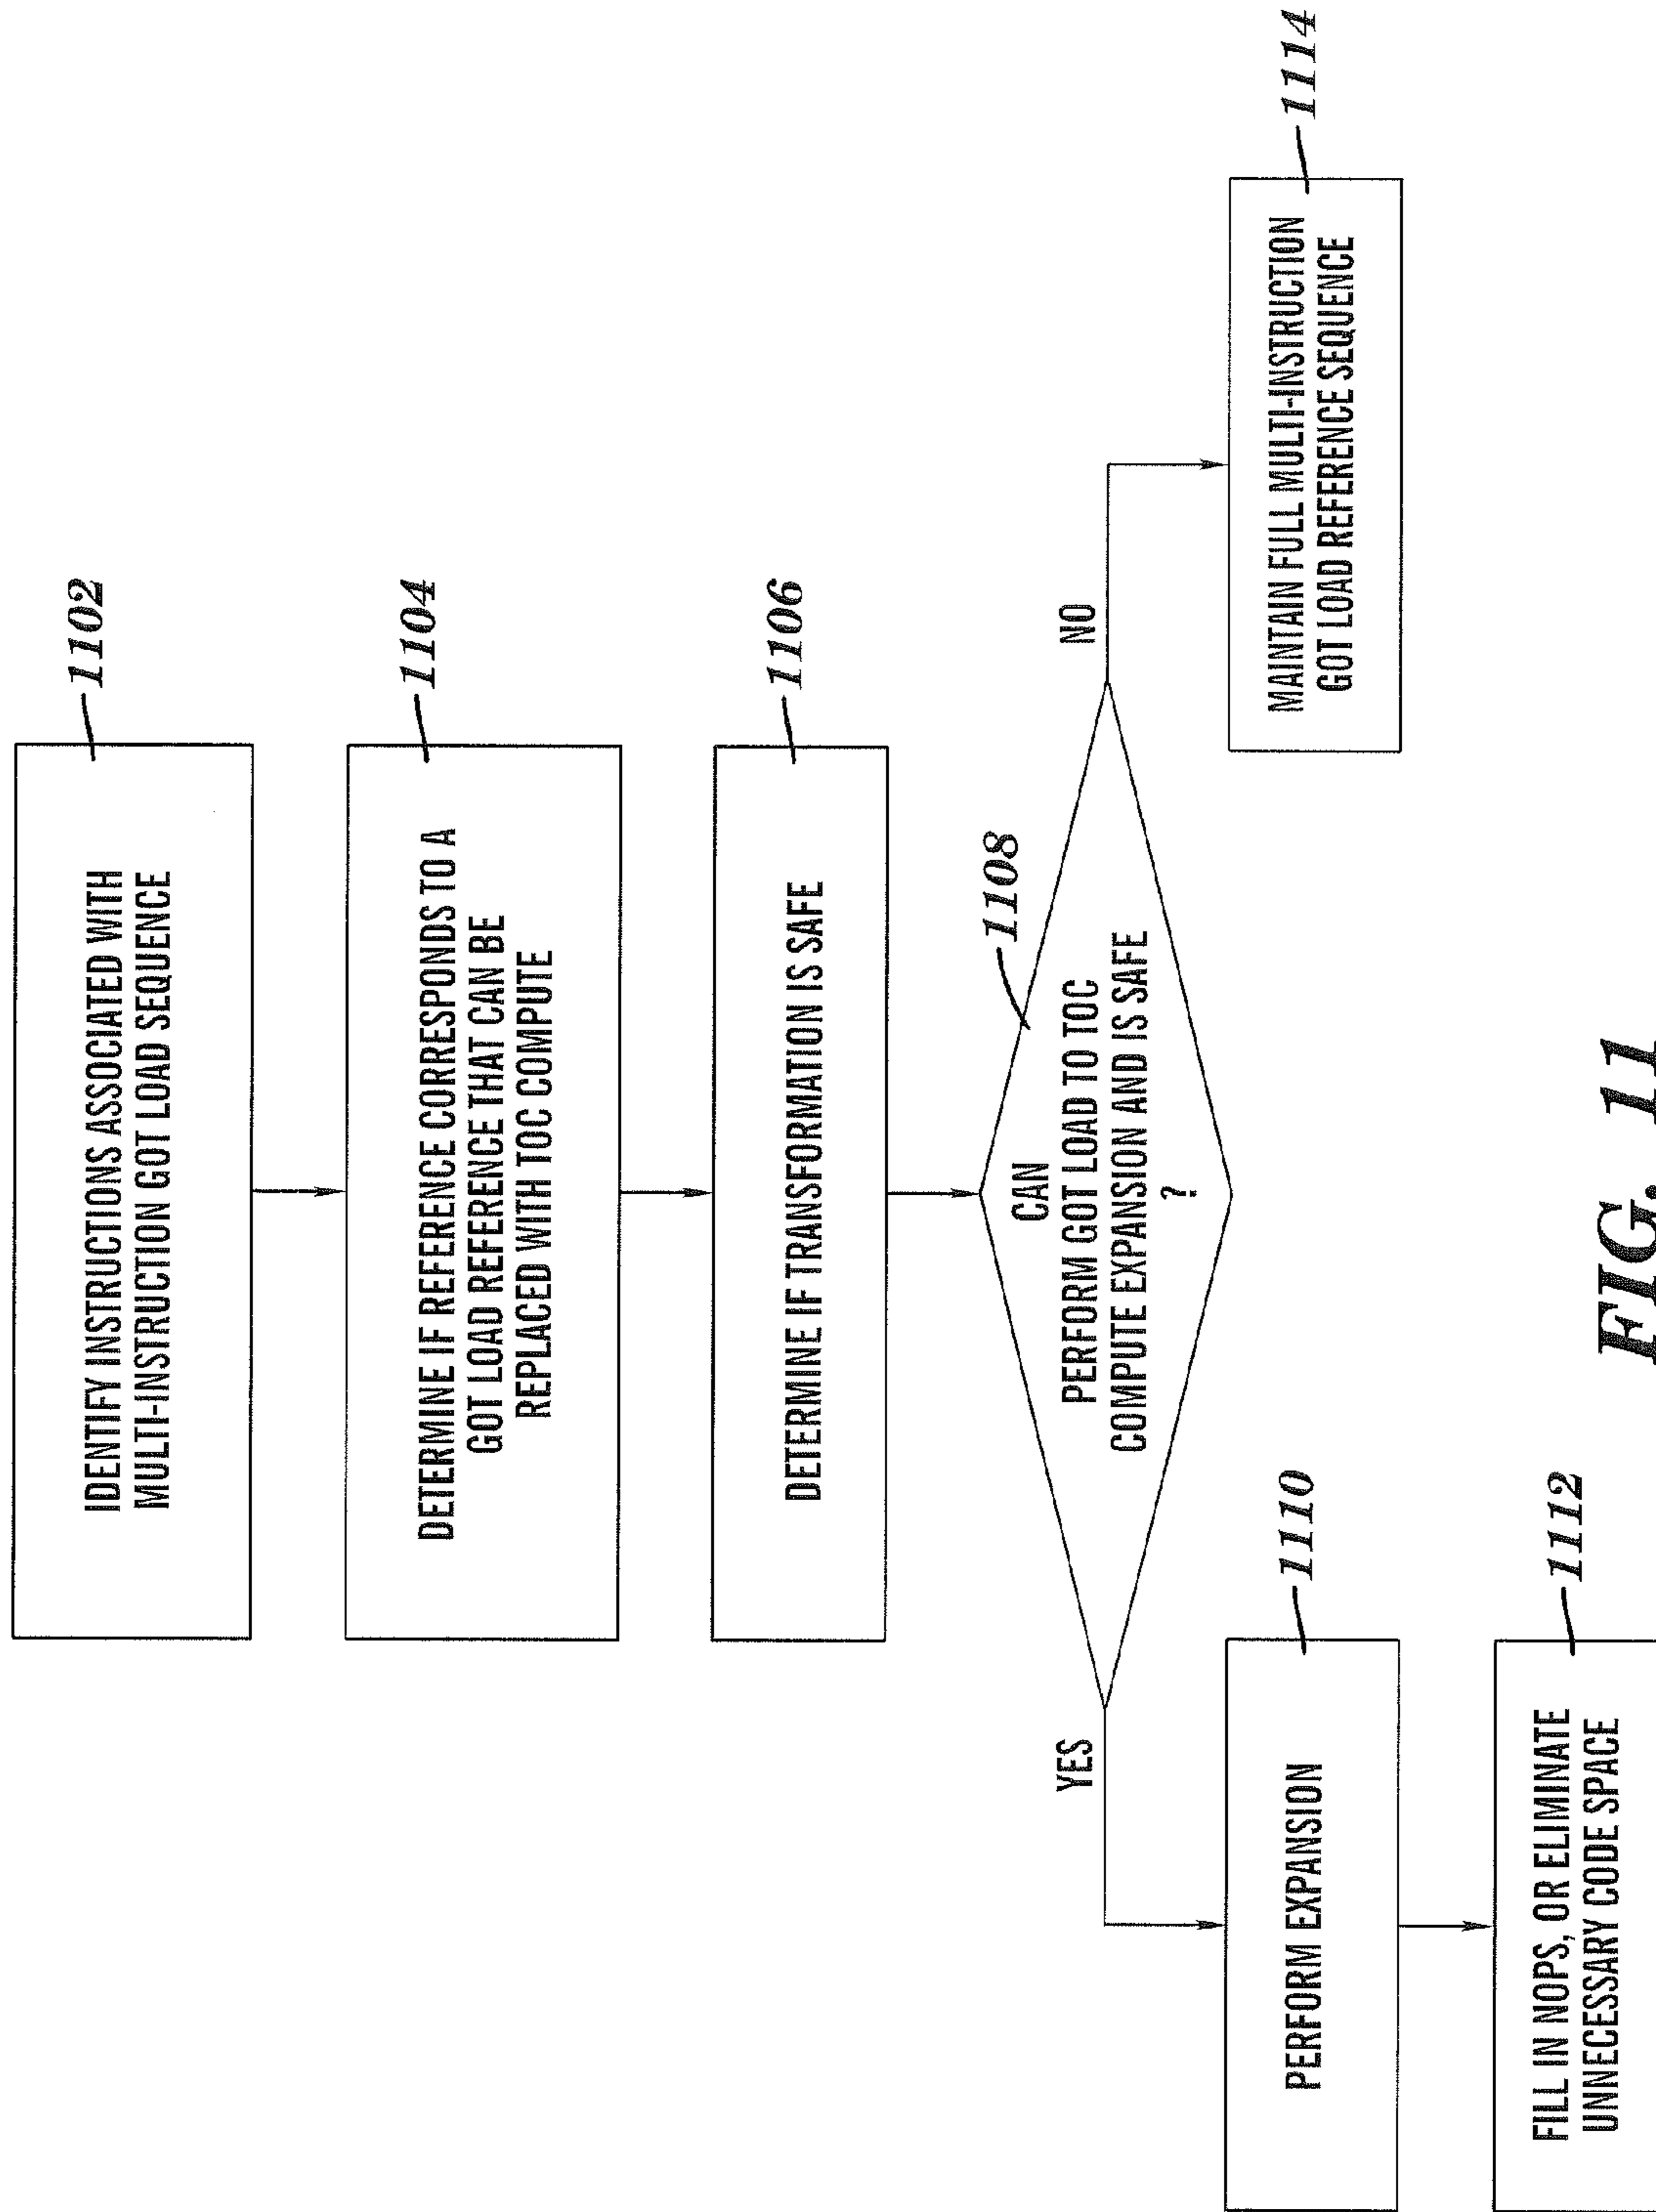 1102
IDENTIFY INSTRUCTIONS ASSOCIATED WITH
MULTI-INSTRUCTION GOT LOAD SEQUENCE
1104
DETERMINE IF REFERENCE CORRESPONDS TO A
GOT LOAD REFERENCE THAT CAN BE
REPLACED WITH TOC COMPUTE
1106
DETERMINE IF TRANSFORMATION IS SAFE
1108
CAN
PERFORM GOT LOAD TO TOC
COMPUTE EXPANSION AND IS SAFE
?
YES
NO
1110
PERFORM EXPANSION
1114
MAINTAIN FULL MULTI-INSTRUCTION
GOT LOAD REFERENCE SEQUENCE
1112
FILL IN NOPS, OR ELIMINATE
UNNECESSARY CODE SPACE
FIG. 11